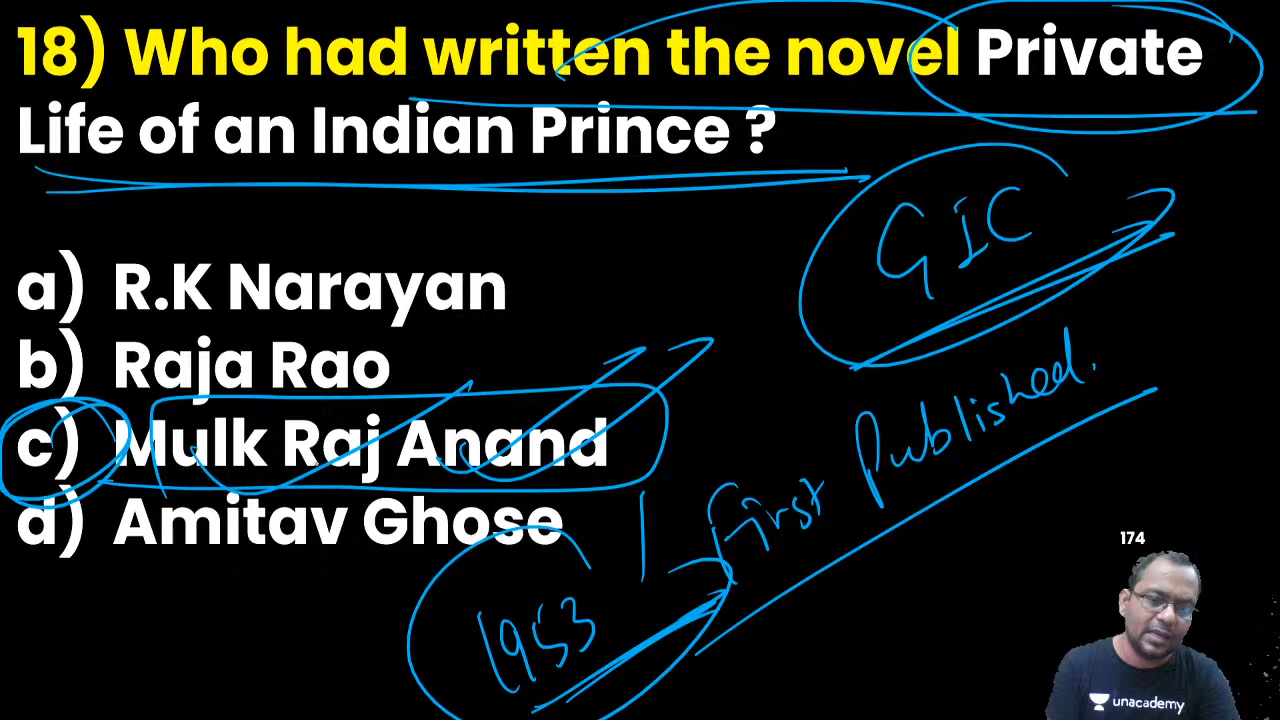 18) Who had written the novel Private
Life of an Indian Prince ?
GIC
a) R.K Narayan
b) Raja Rao
c) Mulk Raj Anand
d) Amitav Ghose
First Published.
1953
174
unacademy